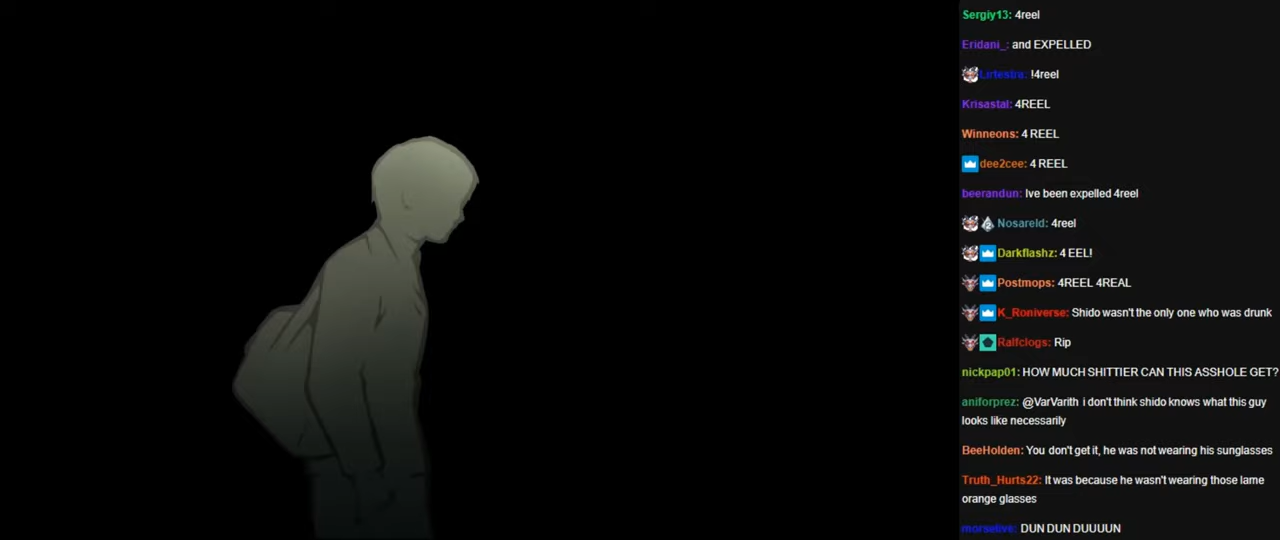 Sergiy13: 4reel
Eridani_: and EXPELLED
Lirtestra: !4reel
Krisastal: 4REEL
Winneons: 4 REEL
dee2cee: 4 REEL
beerandun: Ive been expelled 4reel
Nosareld: 4reel
Darkflashz: 4 EEL!
Postmops: 4REEL 4REAL
K_Roniverse: Shido wasn't the only one who was drunk
Ralfclogs: Rip
nickpap01: HOW MUCH SHITTIER CAN THIS ASSHOLE GET?
aniforprez: @VarVarith i don't think shido knows what this guy
looks like necessarily
BeeHolden: You don't get it, he was not wearing his sunglasses
Truth_Hurts22: It was because he wasn't wearing those lame
orange glasses
morselive: DUN DUN DUUUUN